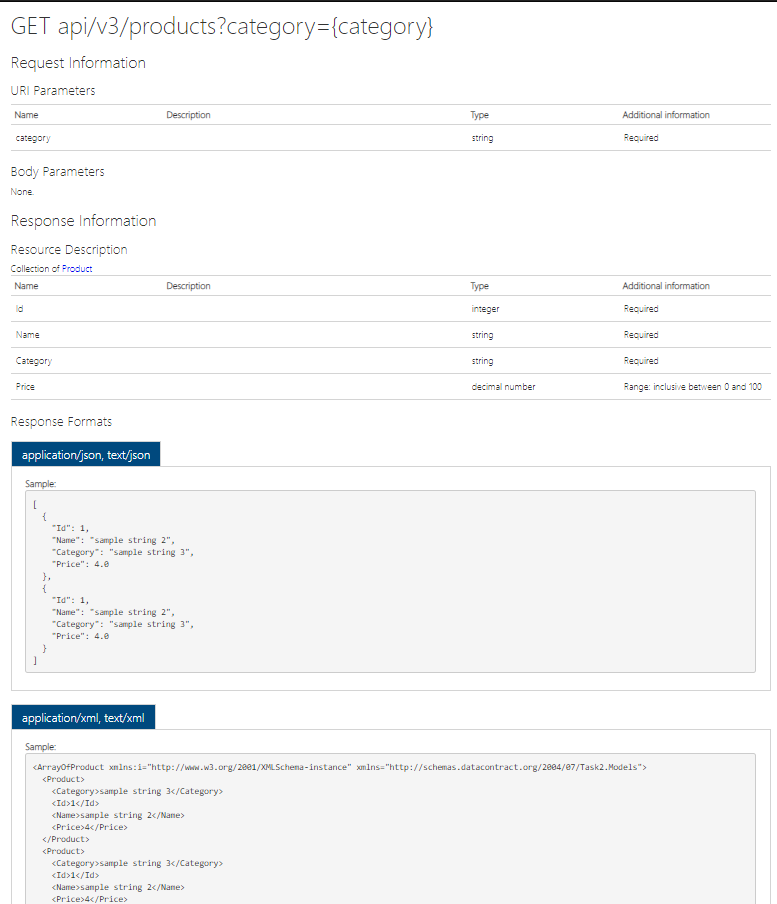 GET api/v3/products?category={category}
Request Information
URI Parameters
Name Description Type Additional information
category string Required
Body Parameters
None.
Response Information
Resource Description
Collection of Product
Name Description Type Additional information
Id integer Required
Name string Required
Category string Required
Price decimal number Range: inclusive between 0 and 100
Response Formats
application/json, text/json
Sample:
[
  {
    "Id": 1,
    "Name": "sample string 2",
    "Category": "sample string 3",
    "Price": 4.0
  },
  {
    "Id": 1,
    "Name": "sample string 2",
    "Category": "sample string 3",
    "Price": 4.0
  }
]
application/xml, text/xml
Sample:
<ArrayOfProduct xmlns:i="http://www.w3.org/2001/XMLSchema-instance" xmlns="http://schemas.datacontract.org/2004/07/Task2.Models">
  <Product>
    <Category>sample string 3</Category>
    <Id>1</Id>
    <Name>sample string 2</Name>
    <Price>4</Price>
  </Product>
  <Product>
    <Category>sample string 3</Category>
    <Id>1</Id>
    <Name>sample string 2</Name>
    <Price>4</Price>